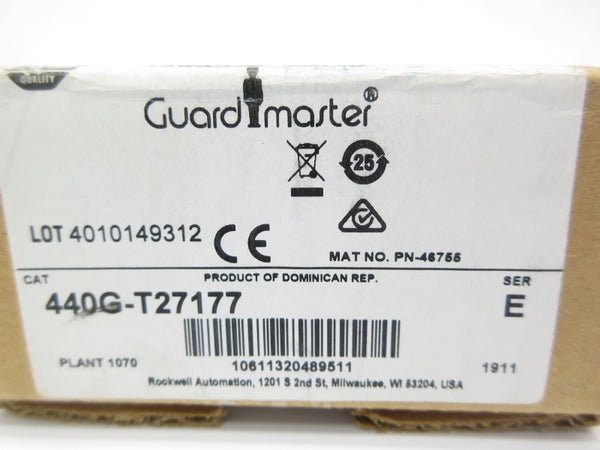 QUALITY
Guardmaster®
25
LOT 4010149312 CE
MAT NO. PN-46755
CAT
PRODUCT OF DOMINICAN REP.
SER
440G-T27177
E
PLANT 1070
10611320489511
1911
Rockwell Automation, 1201 S 2nd St, Milwaukee, WI 53204, USA